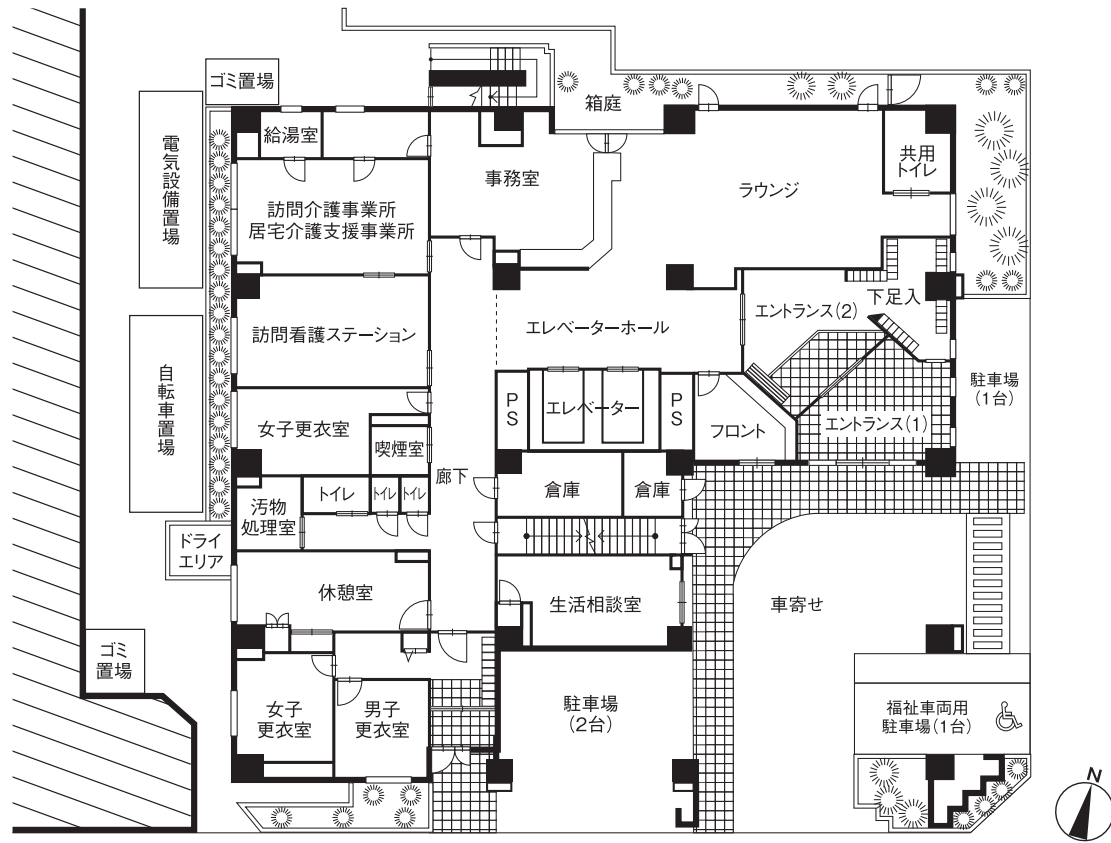 ゴミ置場
箱庭
電気設備置場
給湯室
事務室
ラウンジ
共用
トイレ
訪問介護事業所
居宅介護支援事業所
下足入
エントランス(2)
訪問看護ステーション
エレベーターホール
自転車置場
駐車場
(1台)
PS
エレベーター
PS
フロント
エントランス(1)
女子更衣室
喫煙室
廊下
倉庫
倉庫
汚物
処理室
トイレ
トイレ
トイレ
ドライ
エリア
休憩室
生活相談室
車寄せ
ゴミ
置場
女子
更衣室
男子
更衣室
駐車場
(2台)
福祉車両用
駐車場(1台)
N